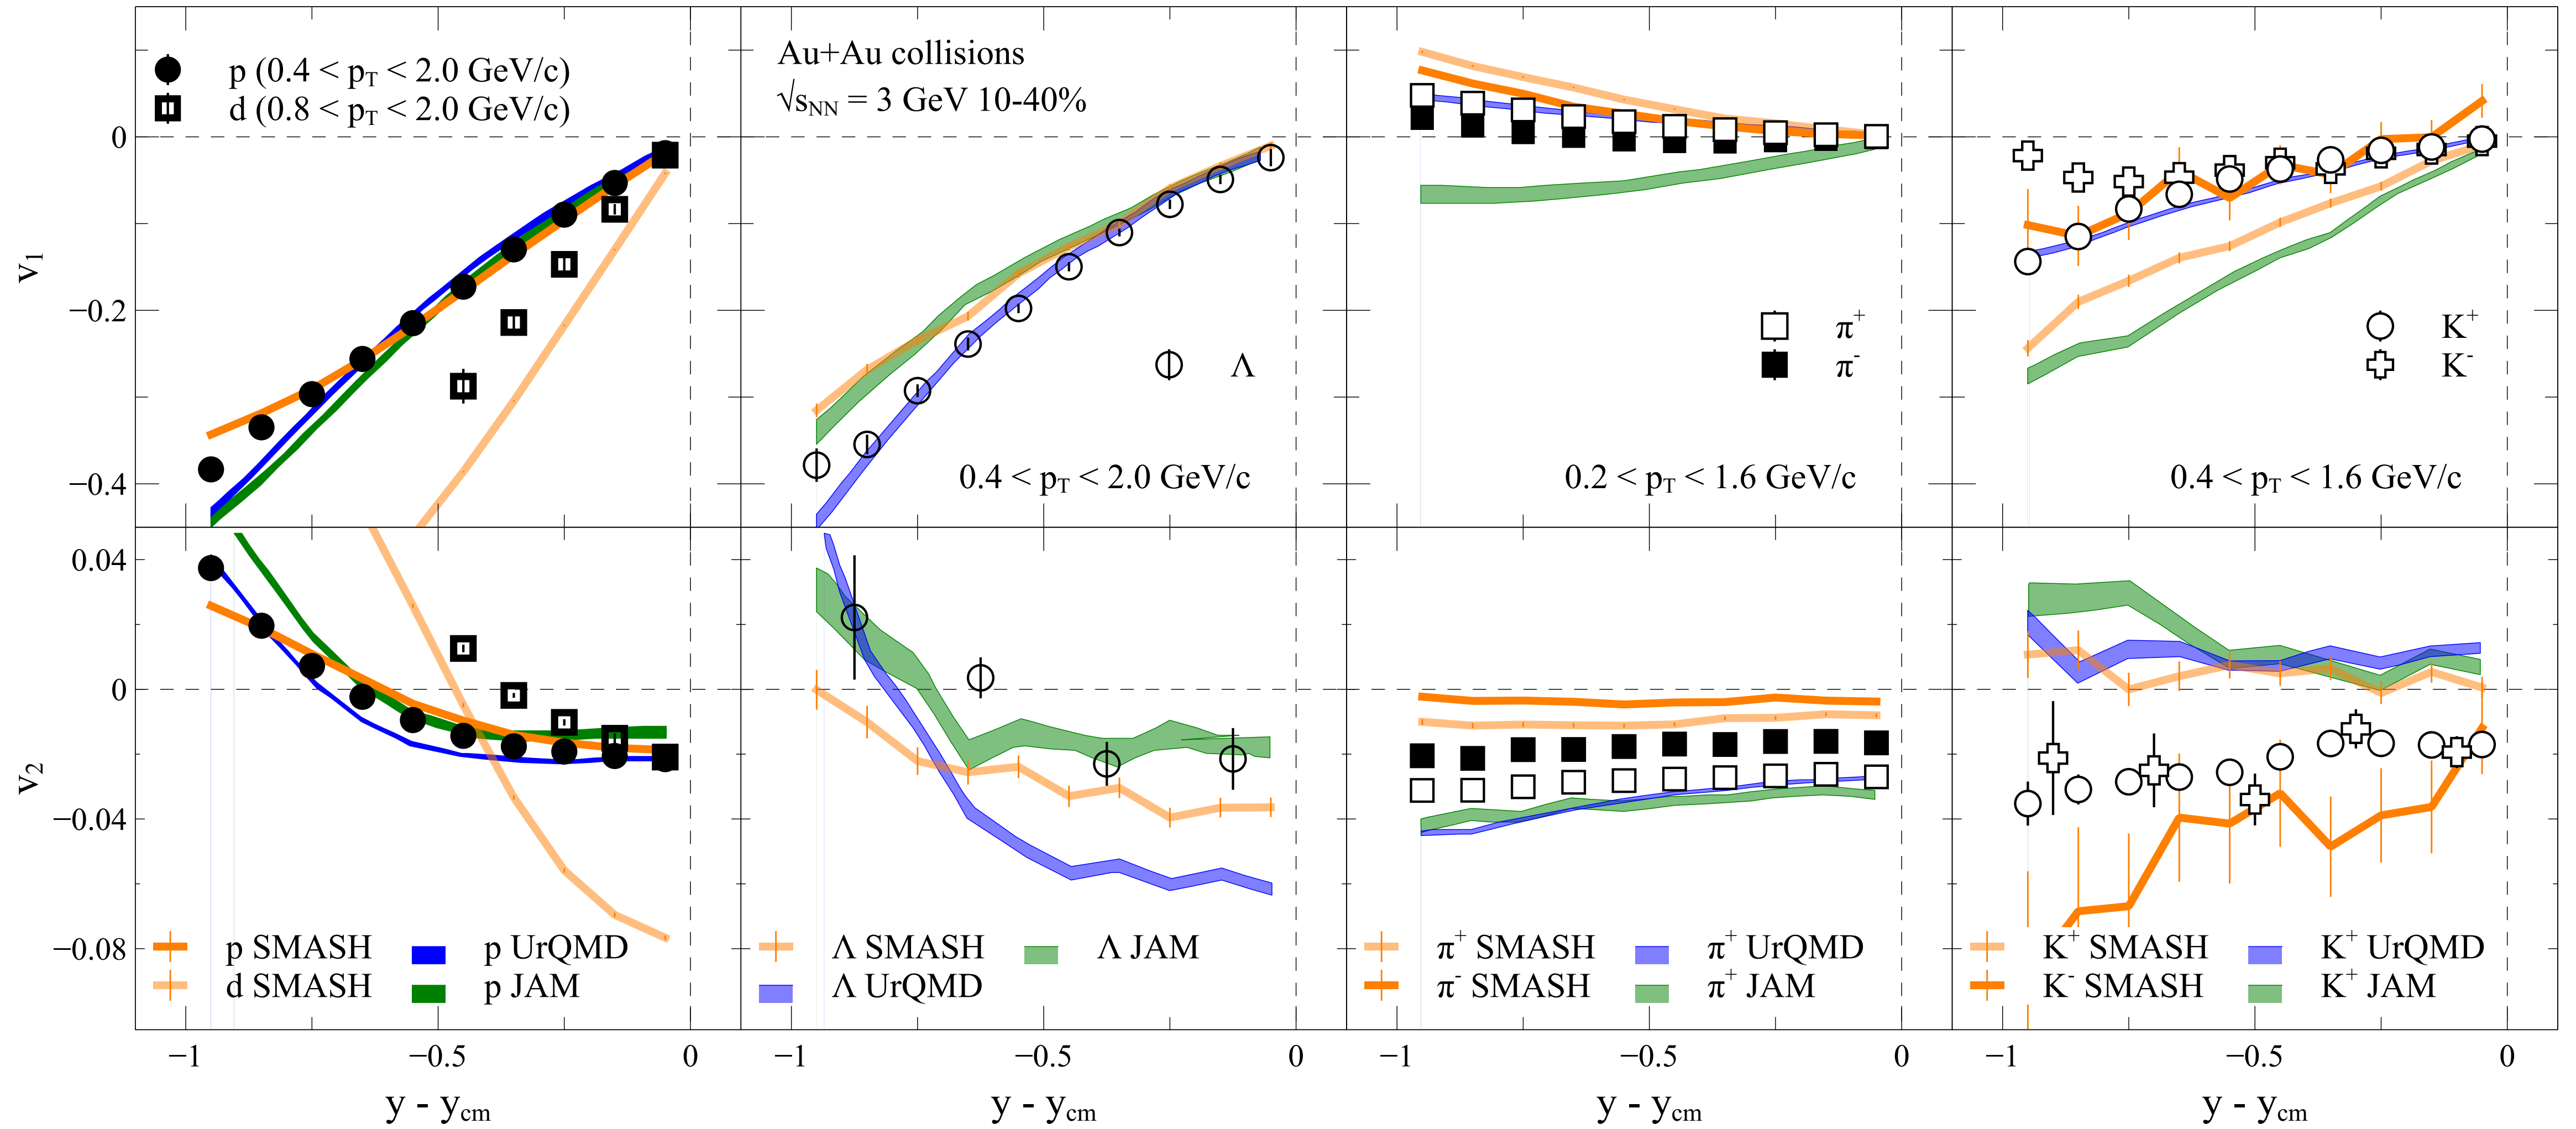 p (0.4 < pT < 2.0 GeV/c)
d (0.8 < pT < 2.0 GeV/c)
Au+Au collisions
√sNN = 3 GeV 10-40%
0
−0.2
−0.4
v1
Λ
0.4 < pT < 2.0 GeV/c
π+
π-
0.2 < pT < 1.6 GeV/c
K+
K-
0.4 < pT < 1.6 GeV/c
0.04
0
−0.04
−0.08
v2
p SMASH
p UrQMD
d SMASH
p JAM
Λ SMASH
Λ JAM
Λ UrQMD
π+ SMASH
π+ UrQMD
π- SMASH
π+ JAM
K+ SMASH
K+ UrQMD
K- SMASH
K+ JAM
−1 −0.5 0
−1 −0.5 0
−1 −0.5 0
−1 −0.5 0
y - ycm
y - ycm
y - ycm
y - ycm